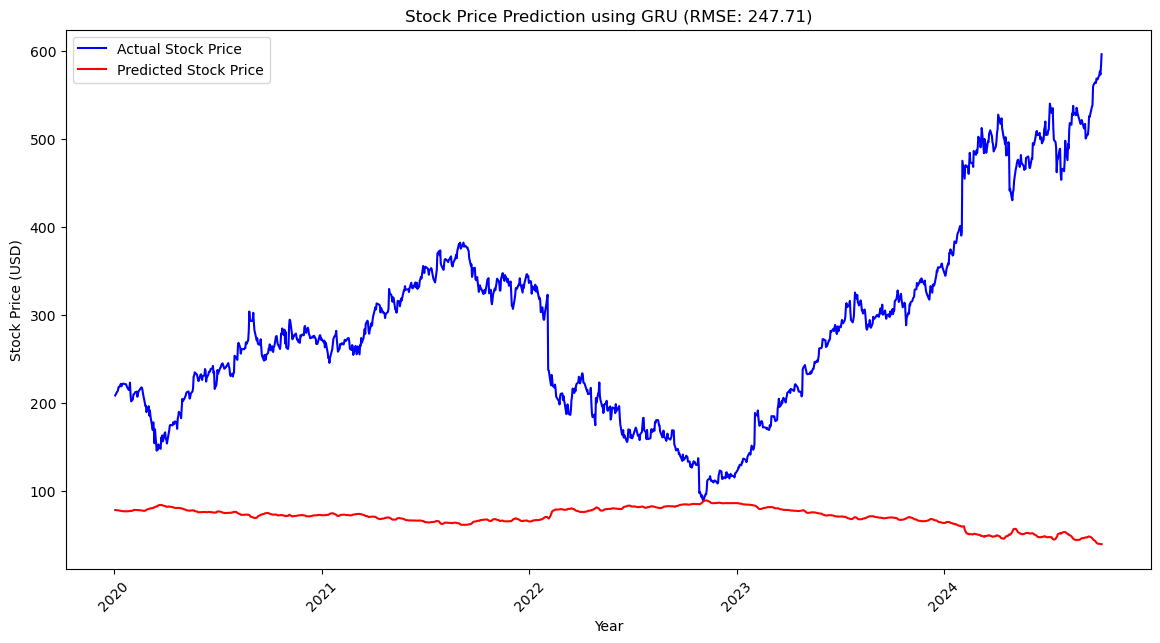 Stock Price Prediction using GRU (RMSE: 247.71)
Actual Stock Price
Predicted Stock Price
Stock Price (USD)
600
500
400
300
200
100
2020
2021
2022
2023
2024
Year